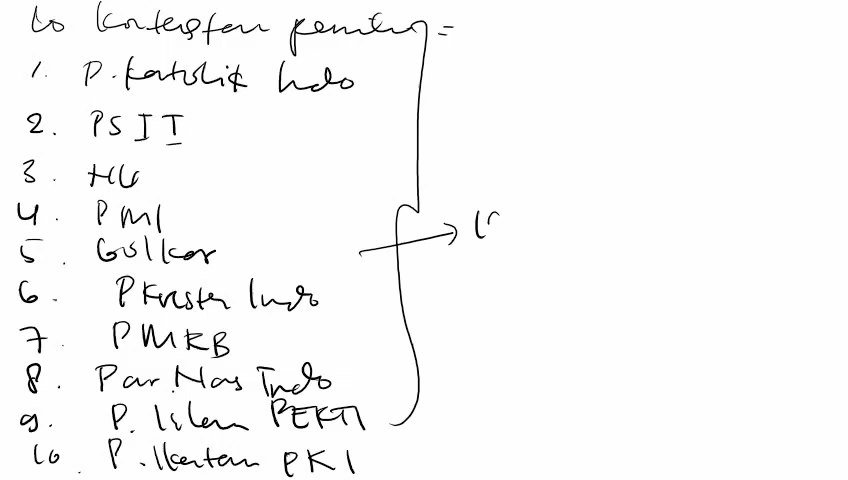 10 Kontestan pemilu =
1. P. Katolik Indo
2. PSII
3. NU
4. PMI
5. Golkar
6. P Kristen Indo
7. PMRB
8. Par. Nas Indo
9. P. Islam PERTI
10. P. Ikatan PKI